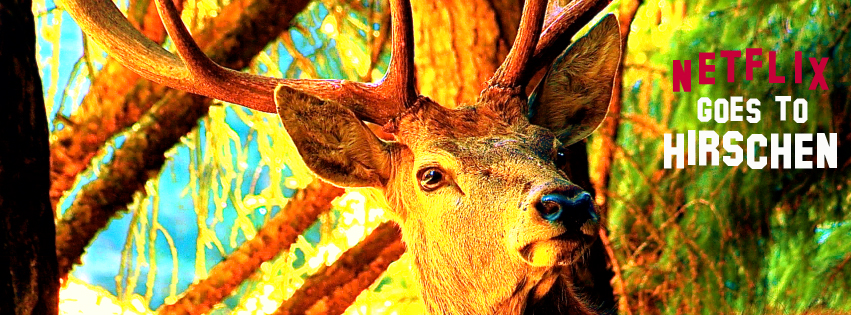 NETFLIX
GOES TO
HIRSCHEN